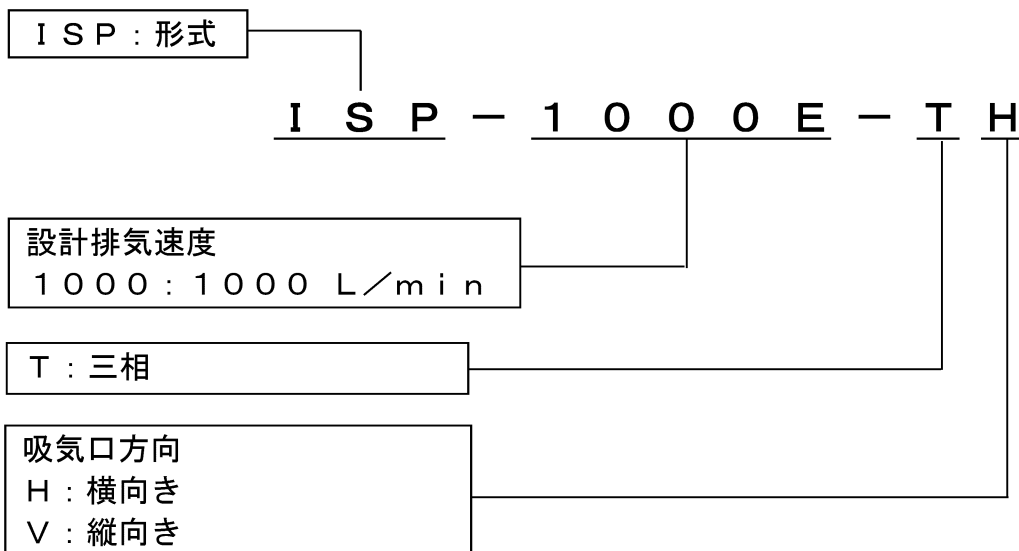 ＩＳＰ：形式
ＩＳＰ－１０００Ｅ－ＴＨ
設計排気速度
１０００：１０００ Ｌ／ｍｉｎ
Ｔ：三相
吸気口方向
Ｈ：横向き
Ｖ：縦向き